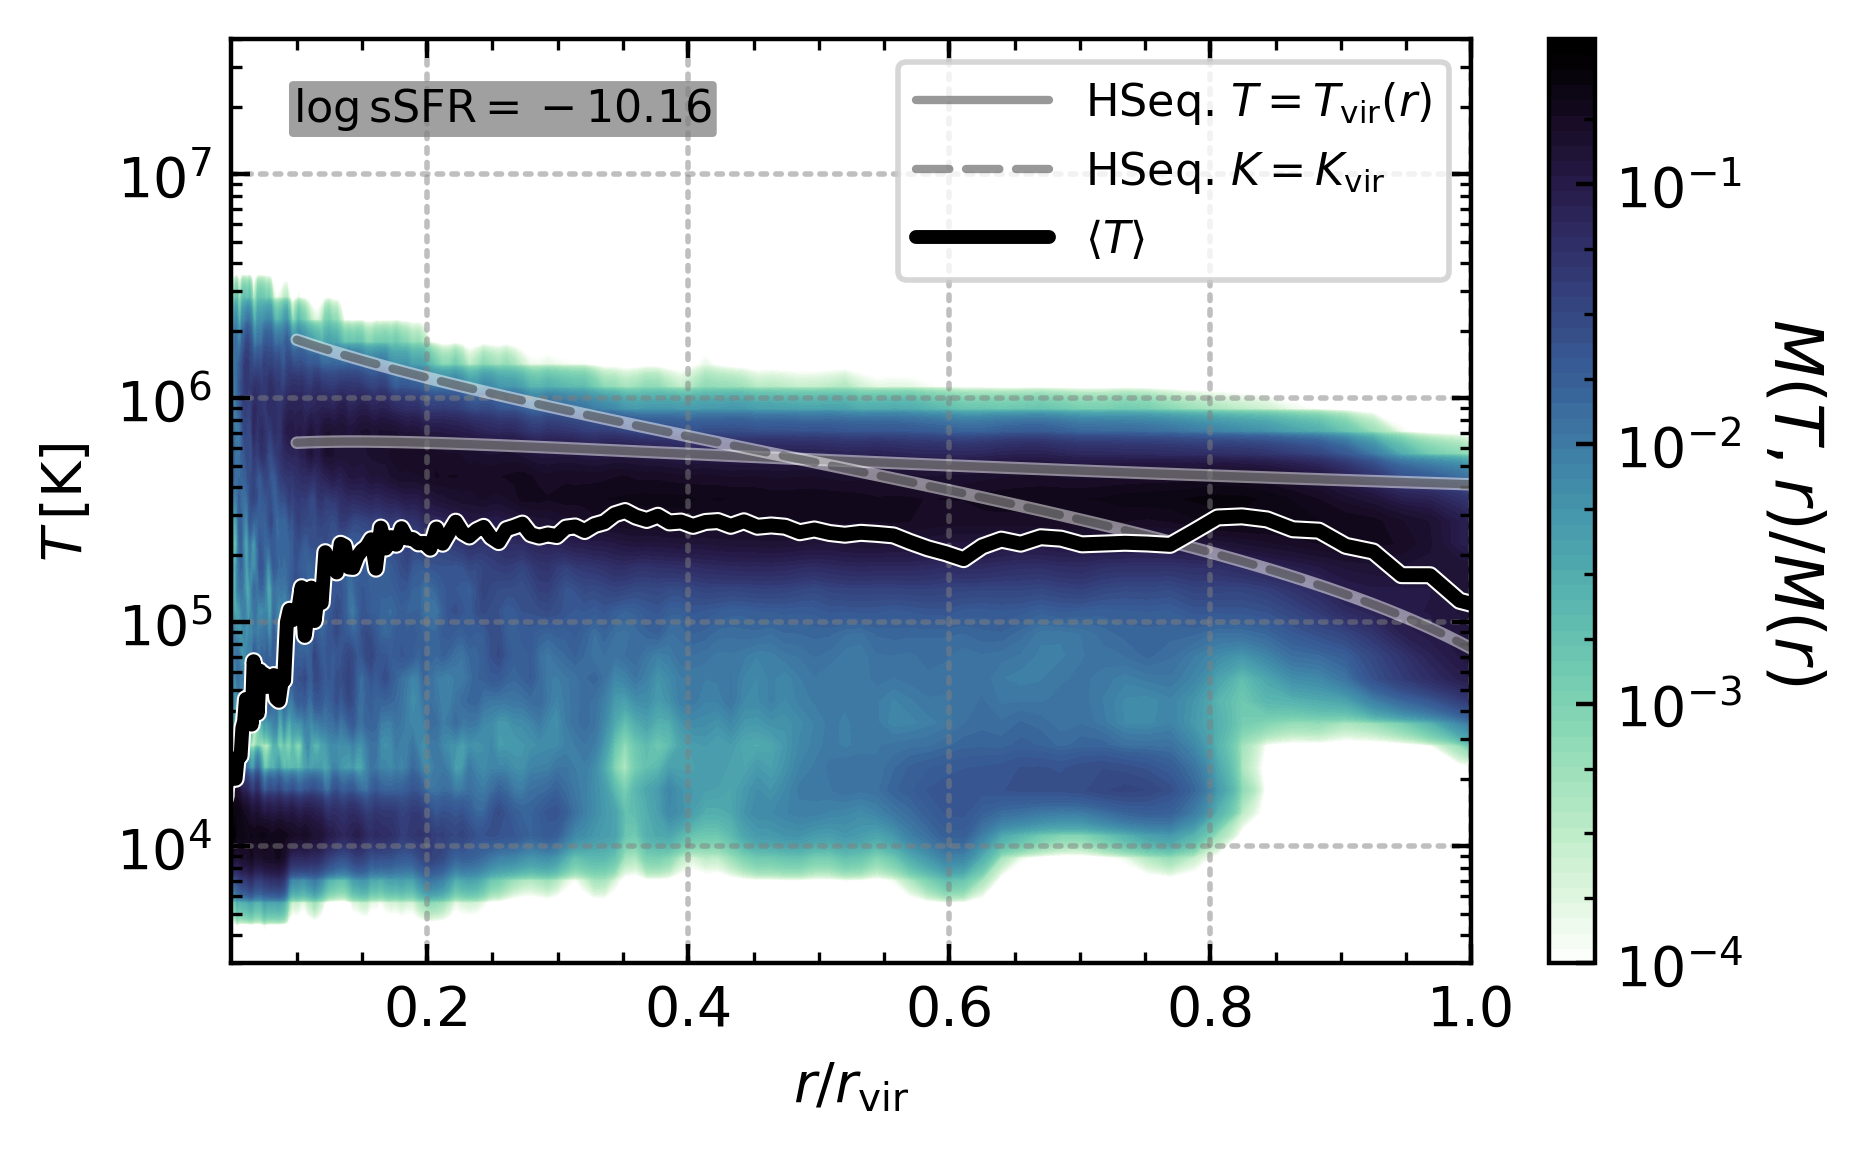 log sSFR = −10.16
HSeq. T = T_vir(r)
HSeq. K = K_vir
⟨T⟩
T [K]
10^7
10^6
10^5
10^4
0.2 0.4 0.6 0.8 1.0
r/r_vir
10^−1
10^−2
10^−3
10^−4
M(T, r)/M(r)